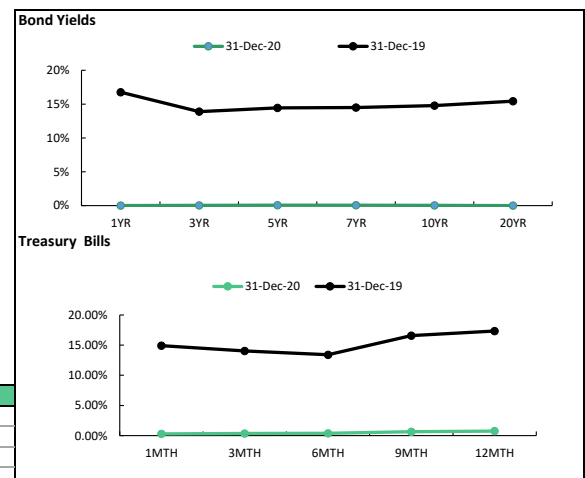 Bond Yields
31-Dec-20 31-Dec-19
20%
15%
10%
5%
0%
1YR 3YR 5YR 7YR 10YR 20YR
Treasury Bills
31-Dec-20 31-Dec-19
20.00%
15.00%
10.00%
5.00%
0.00%
1MTH 3MTH 6MTH 9MTH 12MTH